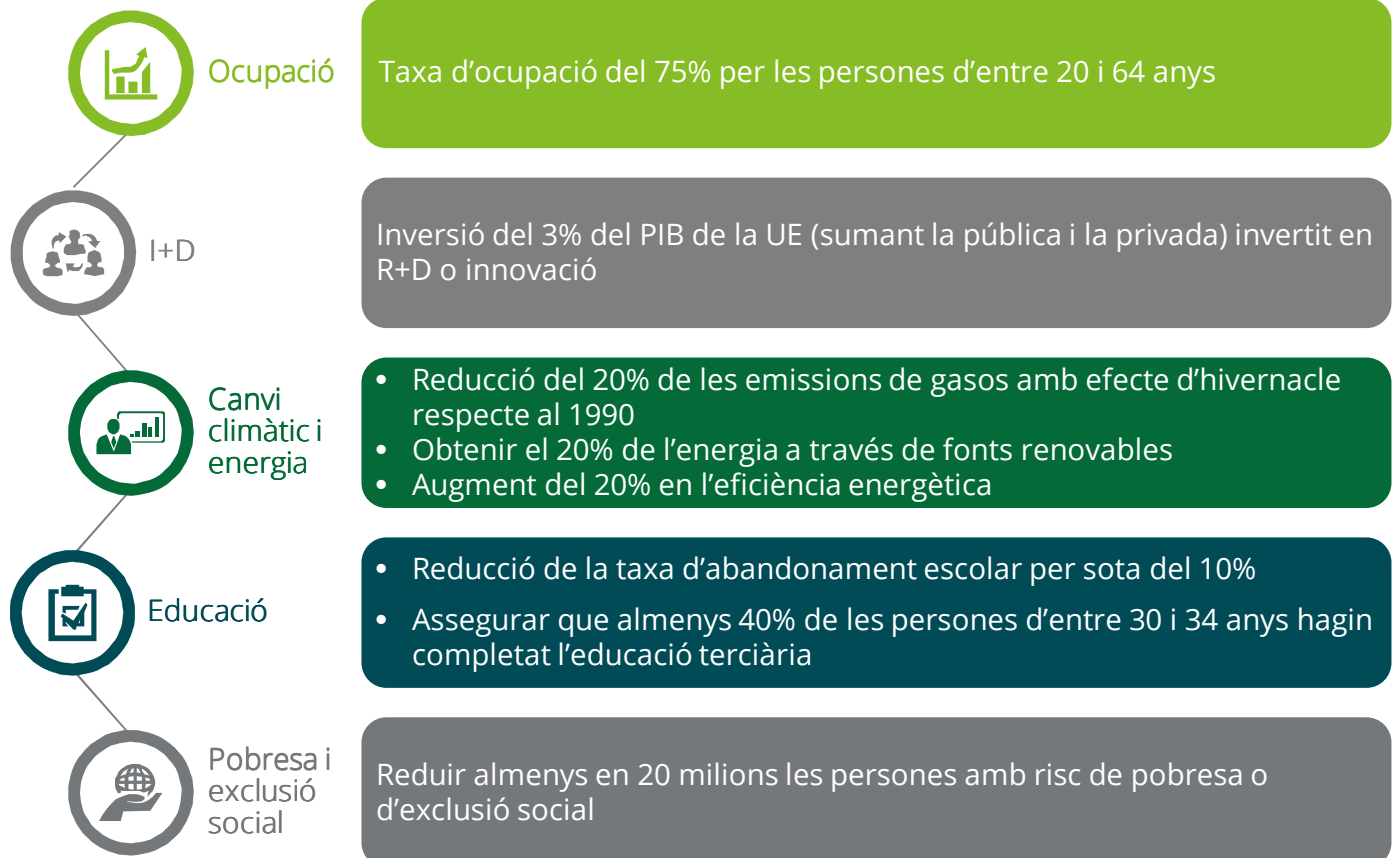 Ocupació
Taxa d’ocupació del 75% per les persones d’entre 20 i 64 anys
I+D
Inversió del 3% del PIB de la UE (sumant la pública i la privada) invertit en
R+D o innovació
Canvi
climàtic i
energia
• Reducció del 20% de les emissions de gasos amb efecte d’hivernacle
respecte al 1990
• Obtenir el 20% de l’energia a través de fonts renovables
• Augment del 20% en l’eficiència energètica
Educació
• Reducció de la taxa d’abandonament escolar per sota del 10%
• Assegurar que almenys 40% de les persones d’entre 30 i 34 anys hagin
completat l’educació terciària
Pobresa i
exclusió
social
Reduir almenys en 20 milions les persones amb risc de pobresa o
d’exclusió social